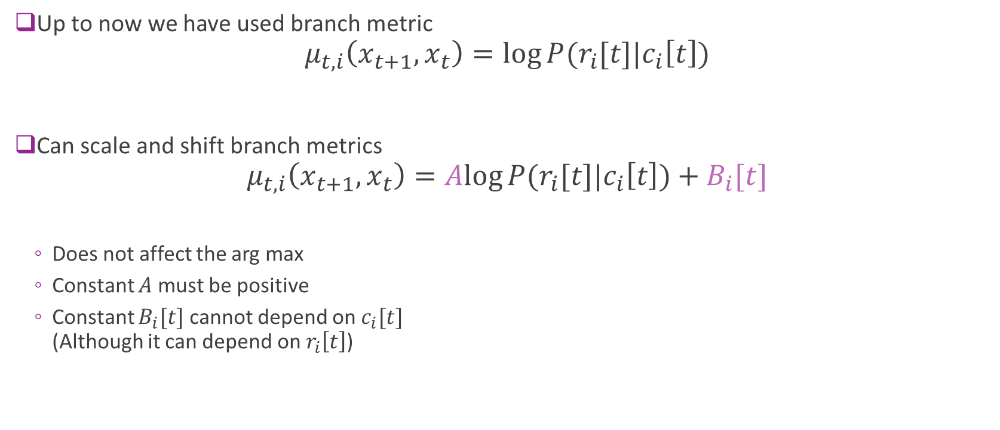 ❑Up to now we have used branch metric
μ_{t,i}(x_{t+1}, x_t) = log P(r_i[t]|c_i[t])
❑Can scale and shift branch metrics
μ_{t,i}(x_{t+1}, x_t) = A log P(r_i[t]|c_i[t]) + B_i[t]
◦ Does not affect the arg max
◦ Constant A must be positive
◦ Constant B_i[t] cannot depend on c_i[t]
(Although it can depend on r_i[t])